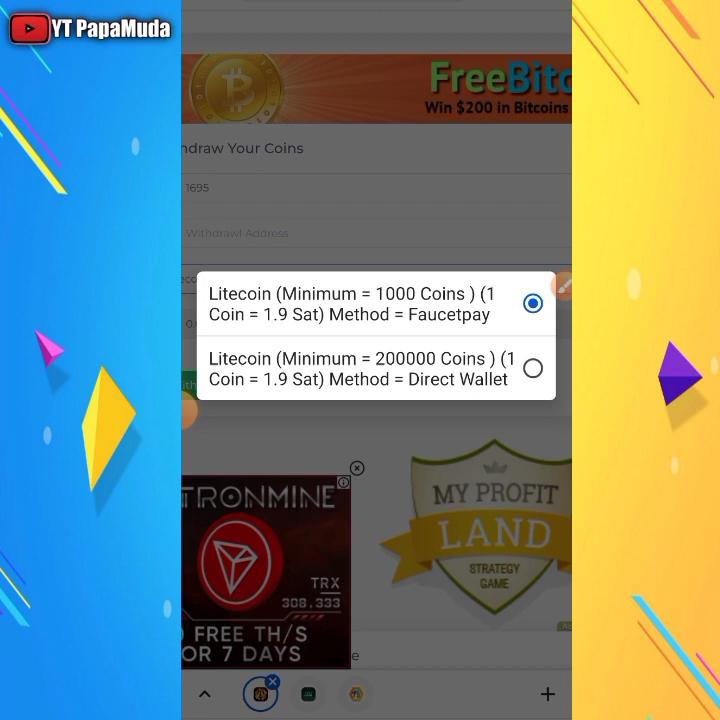 YT PapaMuda
FreeBitc
Win $200 in Bitcoins
ndraw Your Coins
1695
Withdrawl Address
Litecoin (Minimum = 1000 Coins ) (1
Coin = 1.9 Sat) Method = Faucetpay
Litecoin (Minimum = 200000 Coins ) (1
Coin = 1.9 Sat) Method = Direct Wallet
TRONMINE
TRX
308,333
FREE TH/S
OR 7 DAYS
MY PROFIT
LAND
STRATEGY
GAME